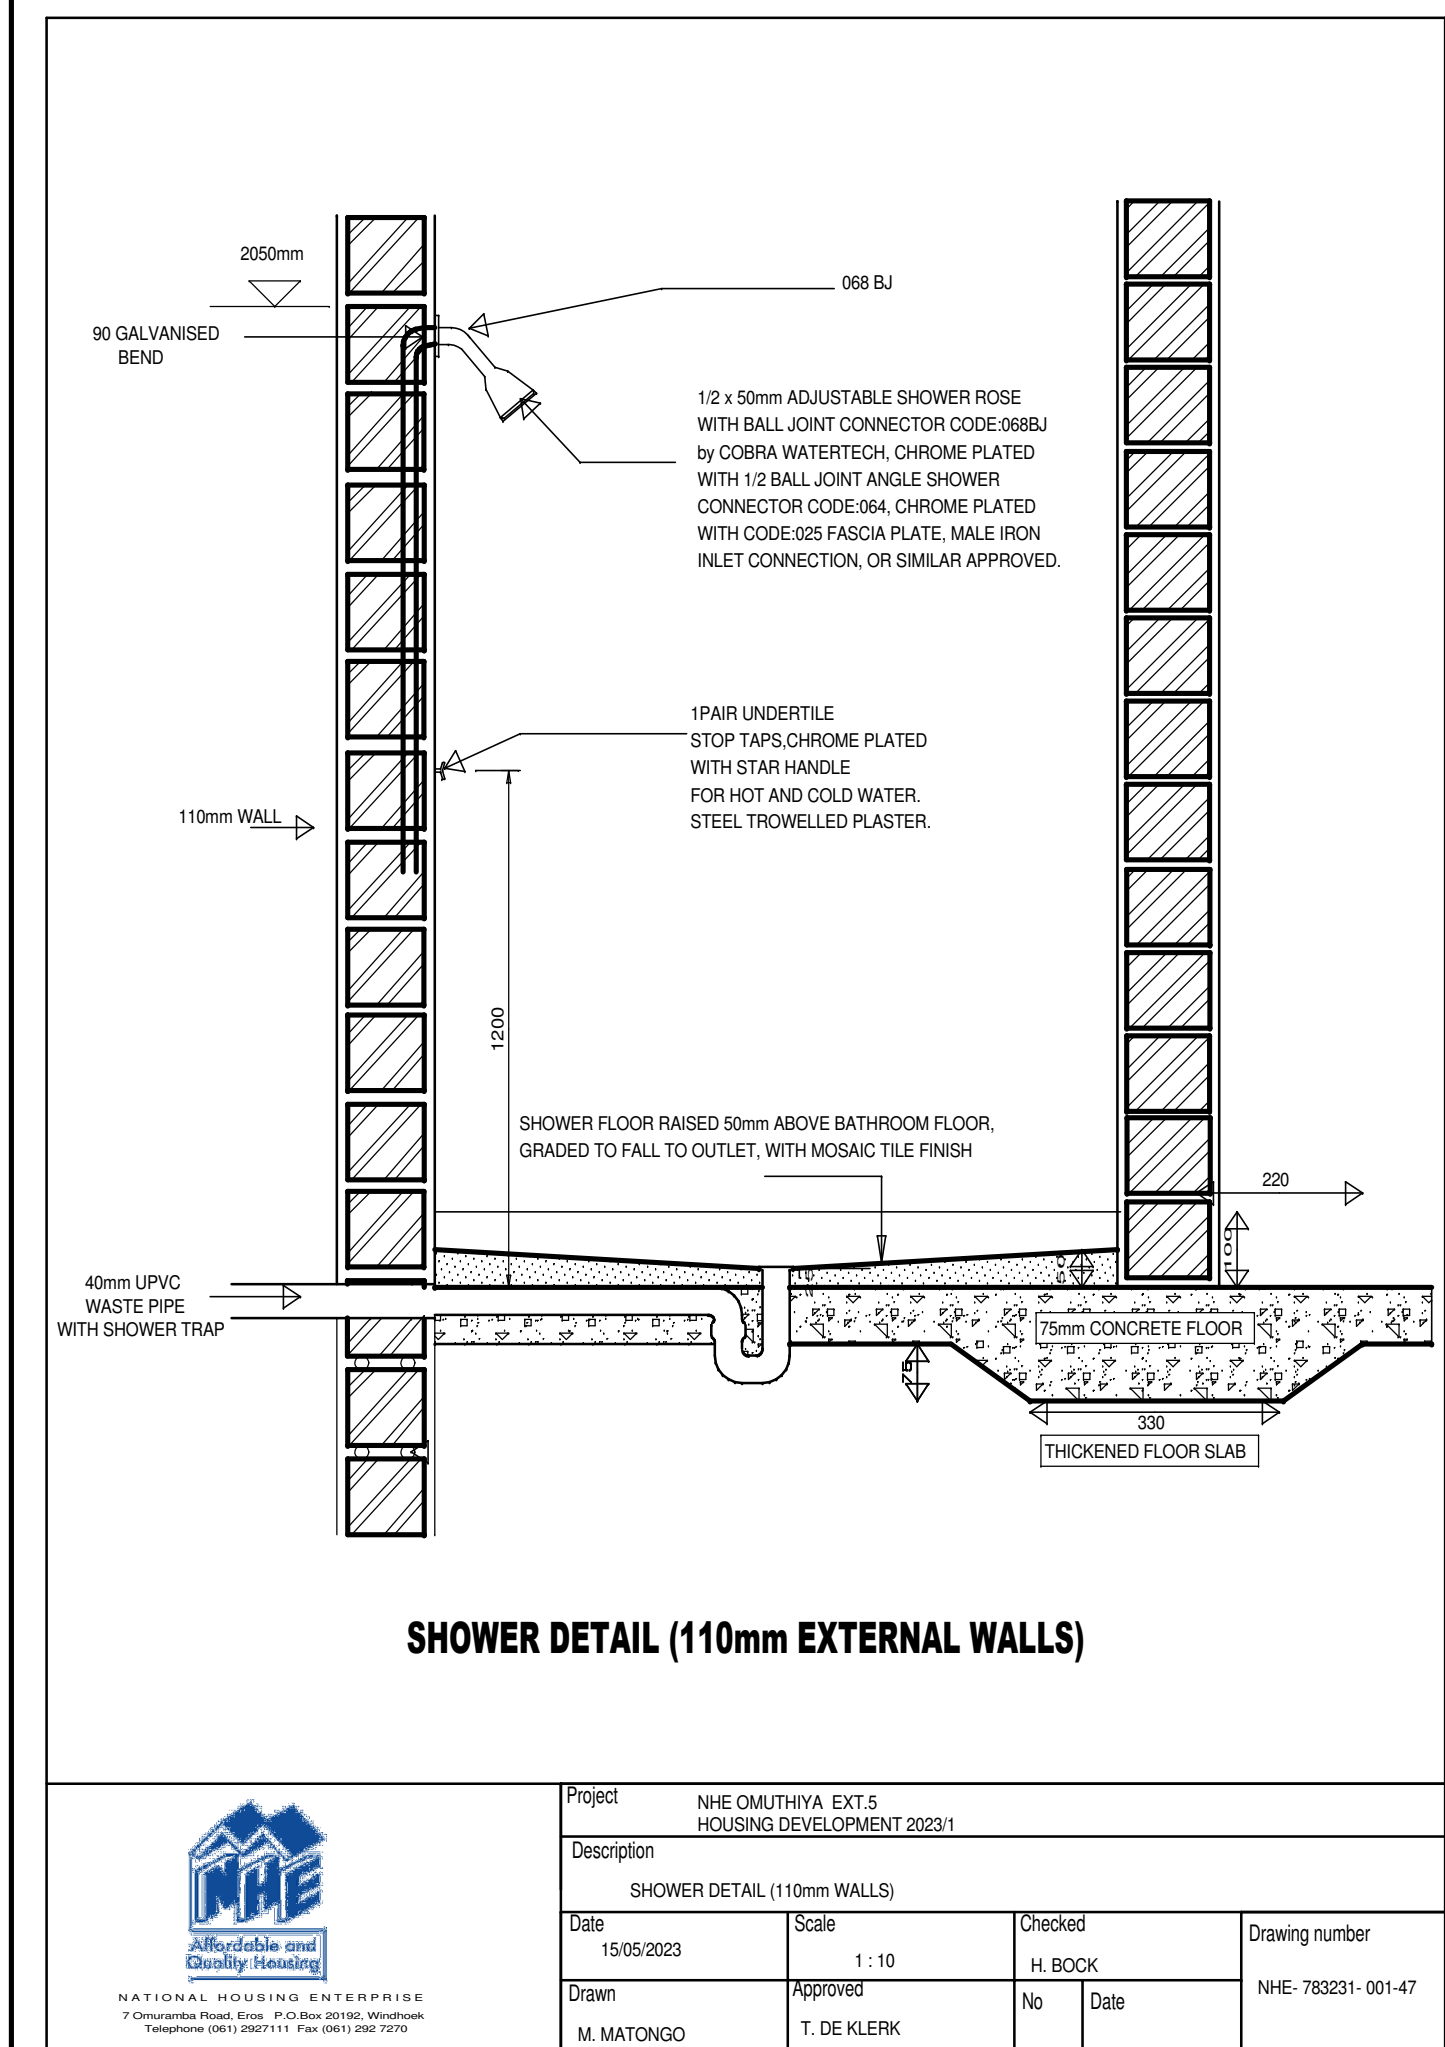 2050mm
90 GALVANISED
BEND
068 BJ
1/2 x 50mm ADJUSTABLE SHOWER ROSE
WITH BALL JOINT CONNECTOR CODE:068BJ
by COBRA WATERTECH, CHROME PLATED
WITH 1/2 BALL JOINT ANGLE SHOWER
CONNECTOR CODE:064, CHROME PLATED
WITH CODE:025 FASCIA PLATE, MALE IRON
INLET CONNECTION, OR SIMILAR APPROVED.
1PAIR UNDERTILE
STOP TAPS,CHROME PLATED
WITH STAR HANDLE
FOR HOT AND COLD WATER.
STEEL TROWELLED PLASTER.
110mm WALL
1200
SHOWER FLOOR RAISED 50mm ABOVE BATHROOM FLOOR,
GRADED TO FALL TO OUTLET, WITH MOSAIC TILE FINISH
220
100
50
25
40mm UPVC
WASTE PIPE
WITH SHOWER TRAP
75mm CONCRETE FLOOR
75
330
THICKENED FLOOR SLAB
SHOWER DETAIL (110mm EXTERNAL WALLS)
NHE
Affordable and
Quality Housing
NATIONAL HOUSING ENTERPRISE
7 Omuramba Road, Eros P.O.Box 20192, Windhoek
Telephone (061) 2927111 Fax (061) 292 7270
Project
NHE OMUTHIYA EXT.5
HOUSING DEVELOPMENT 2023/1
Description
SHOWER DETAIL (110mm WALLS)
Date
15/05/2023
Scale
1 : 10
Checked
H. BOCK
Drawing number
NHE- 783231- 001-47
Drawn
M. MATONGO
Approved
T. DE KLERK
No
Date